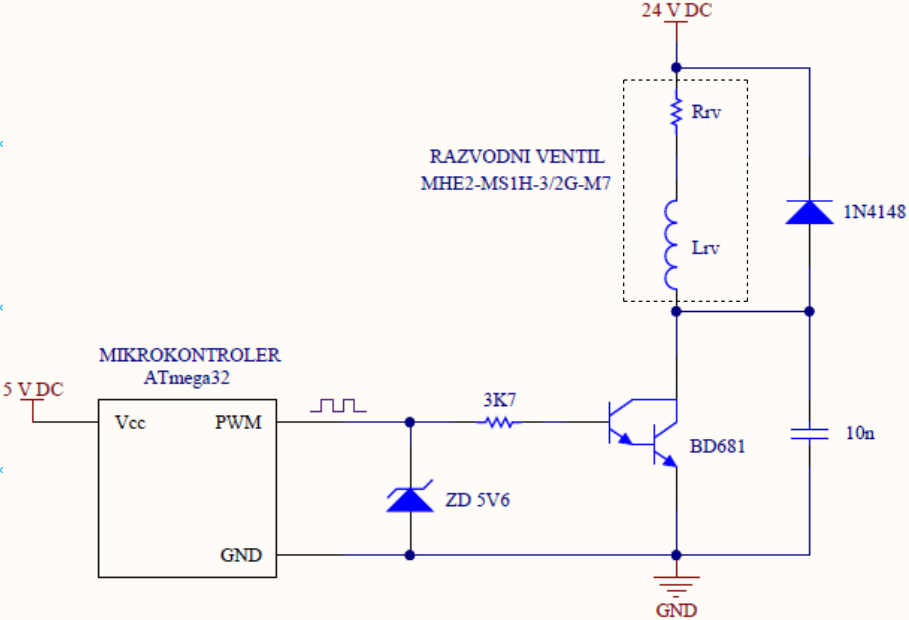 24 V DC
Rrv
RAZVODNI VENTIL
MHE2-MS1H-3/2G-M7
1N4148
Lrv
MIKROKONTROLER
ATmega32
5 V DC
3K7
Vcc
PWM
10n
BD681
ZD 5V6
GND
GND